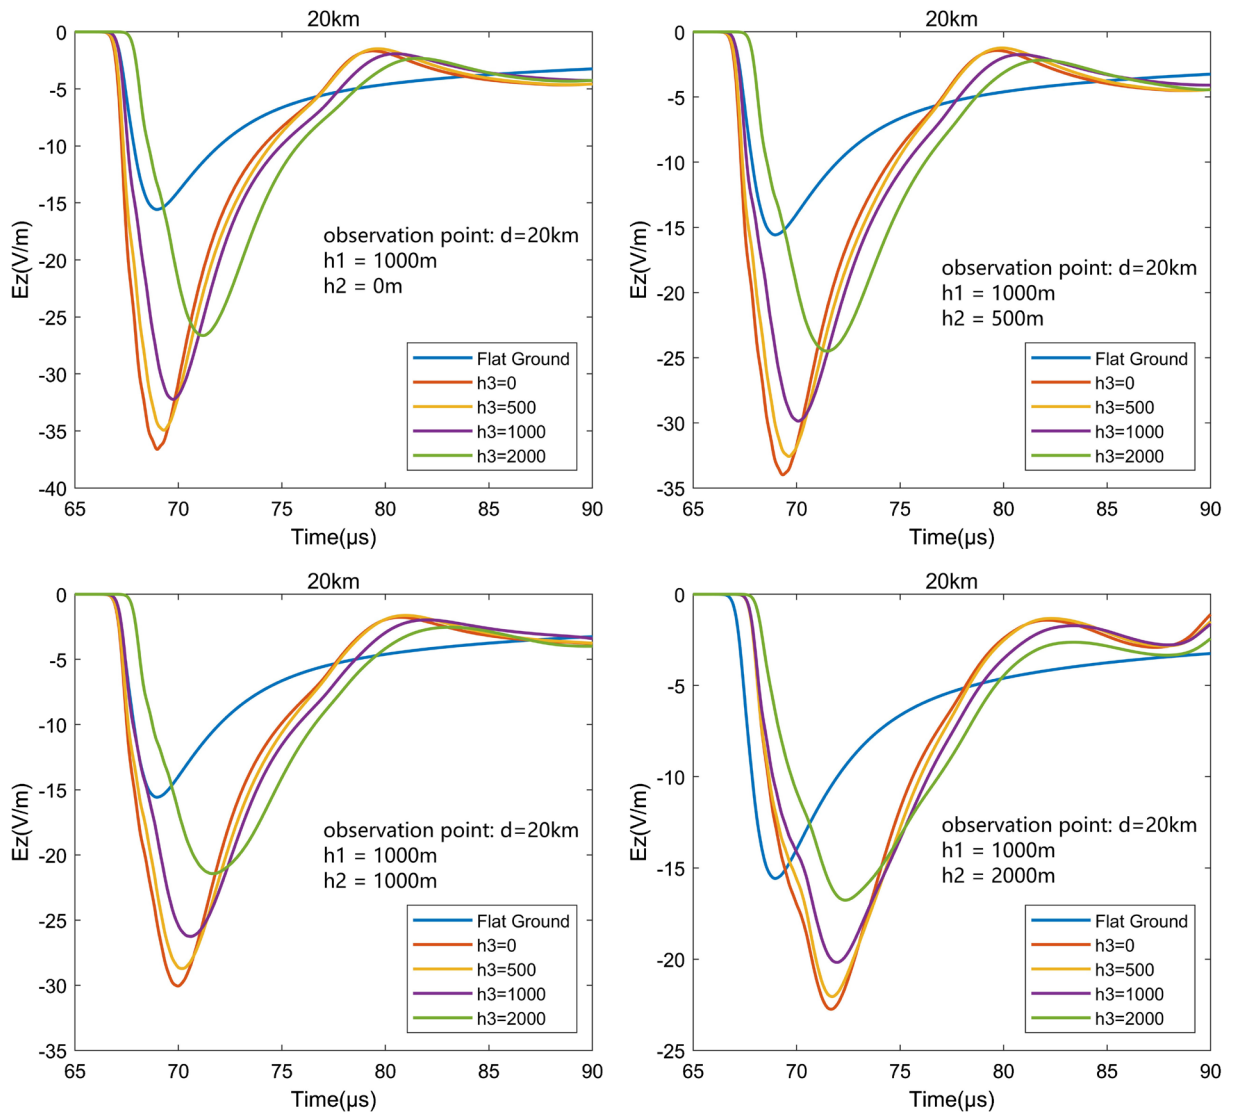 20km
0
-5
-10
-15
-20
-25
-30
-35
-40
Ez(V/m)
65
70
75
80
85
90
Time(μs)
observation point: d=20km
h1 = 1000m
h2 = 0m
Flat Ground
h3=0
h3=500
h3=1000
h3=2000
20km
0
-5
-10
-15
-20
-25
-30
-35
Ez(V/m)
65
70
75
80
85
90
Time(μs)
observation point: d=20km
h1 = 1000m
h2 = 500m
Flat Ground
h3=0
h3=500
h3=1000
h3=2000
20km
0
-5
-10
-15
-20
-25
-30
-35
Ez(V/m)
65
70
75
80
85
90
Time(μs)
observation point: d=20km
h1 = 1000m
h2 = 1000m
Flat Ground
h3=0
h3=500
h3=1000
h3=2000
20km
0
-5
-10
-15
-20
-25
Ez(V/m)
65
70
75
80
85
90
Time(μs)
observation point: d=20km
h1 = 1000m
h2 = 2000m
Flat Ground
h3=0
h3=500
h3=1000
h3=2000